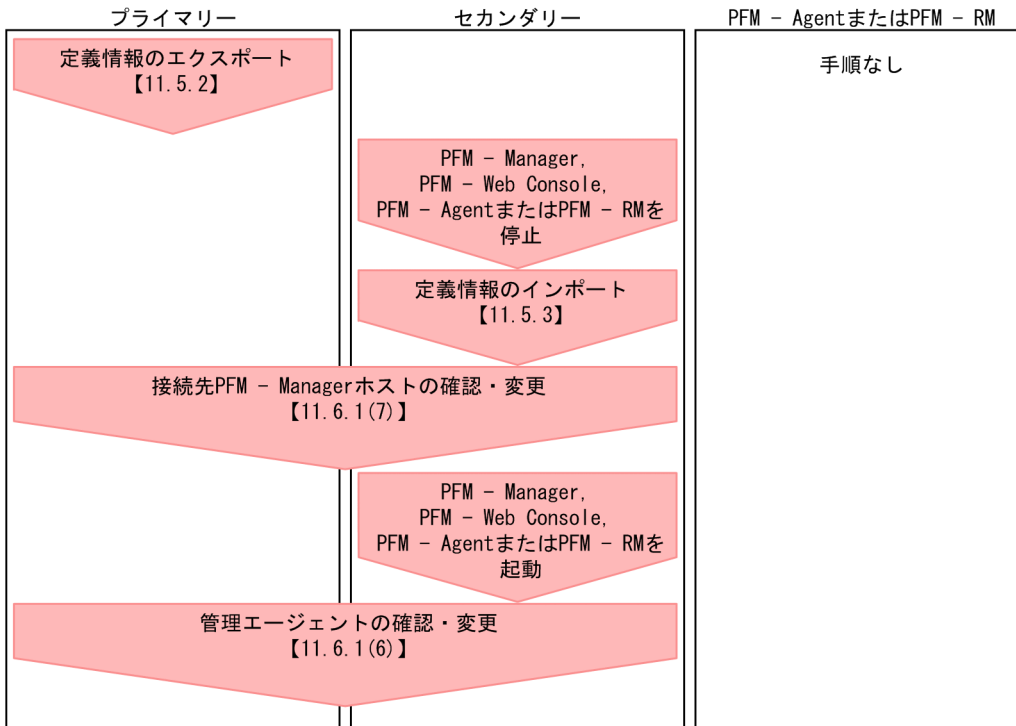 プライマリー
セカンダリー
PFM - AgentまたはPFM - RM
定義情報のエクスポート
【11.5.2】
手順なし
PFM - Manager,
PFM - Web Console,
PFM - AgentまたはPFM - RMを
停止
定義情報のインポート
【11.5.3】
接続先PFM - Managerホストの確認・変更
【11.6.1(7)】
PFM - Manager,
PFM - Web Console,
PFM - AgentまたはPFM - RMを
起動
管理エージェントの確認・変更
【11.6.1(6)】